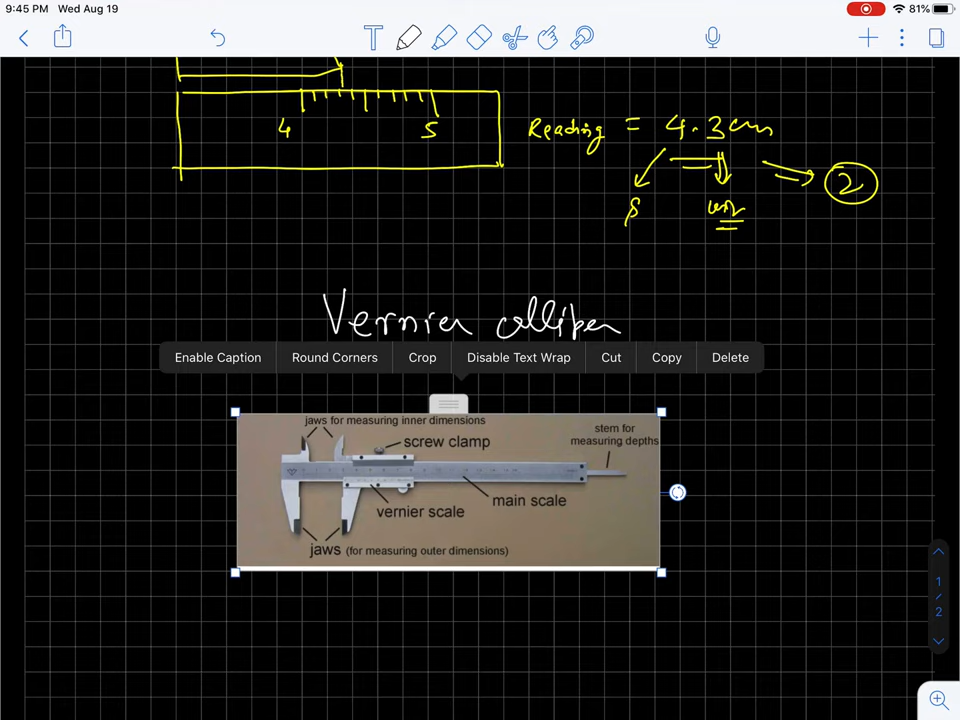 9:45 PM Wed Aug 19
81%
4
5
Reading = 4.3cm
2
Vernier calliper
Enable Caption Round Corners Crop Disable Text Wrap Cut Copy Delete
jaws for measuring inner dimensions
stem for
measuring depths
screw clamp
main scale
vernier scale
jaws (for measuring outer dimensions)
1
/
2